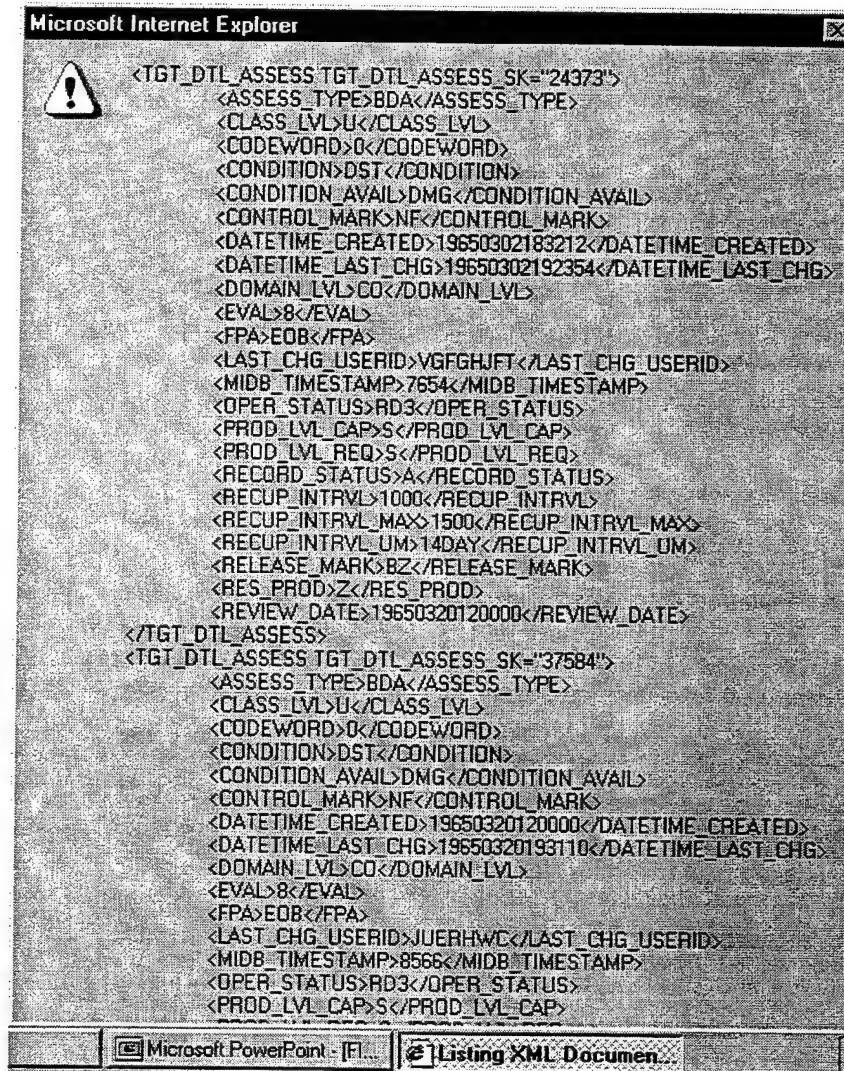 Microsoft Internet Explorer
<TGT_DTL_ASSESS TGT_DTL_ASSESS_SK="24373">
<ASSESS_TYPE>BDA</ASSESS_TYPE>
<CLASS_LVL>U</CLASS_LVL>
<CODEWORD>0</CODEWORD>
<CONDITION>DST</CONDITION>
<CONDITION_AVAIL>DMG</CONDITION_AVAIL>
<CONTROL_MARK>NF</CONTROL_MARK>
<DATETIME_CREATED>19650302183212</DATETIME_CREATED>
<DATETIME_LAST_CHG>19650302192354</DATETIME_LAST_CHG>
<DOMAIN_LVL>CO</DOMAIN_LVL>
<EVAL>8</EVAL>
<FPA>EOB</FPA>
<LAST_CHG_USERID>VGFGHJFT</LAST_CHG_USERID>
<MIDB_TIMESTAMP>7654</MIDB_TIMESTAMP>
<OPER_STATUS>RD3</OPER_STATUS>
<PROD_LVL_CAP>S</PROD_LVL_CAP>
<PROD_LVL_REQ>S</PROD_LVL_REQ>
<RECORD_STATUS>A</RECORD_STATUS>
<RECUP_INTRVL>1000</RECUP_INTRVL>
<RECUP_INTRVL_MAX>1500</RECUP_INTRVL_MAX>
<RECUP_INTRVL_UM>14DAY</RECUP_INTRVL_UM>
<RELEASE_MARK>BZ</RELEASE_MARK>
<RES_PROD>Z</RES_PROD>
<REVIEW_DATE>19650320120000</REVIEW_DATE>
</TGT_DTL_ASSESS>
<TGT_DTL_ASSESS TGT_DTL_ASSESS_SK="37584">
<ASSESS_TYPE>BDA</ASSESS_TYPE>
<CLASS_LVL>U</CLASS_LVL>
<CODEWORD>0</CODEWORD>
<CONDITION>DST</CONDITION>
<CONDITION_AVAIL>DMG</CONDITION_AVAIL>
<CONTROL_MARK>NF</CONTROL_MARK>
<DATETIME_CREATED>19650320120000</DATETIME_CREATED>
<DATETIME_LAST_CHG>19650320193110</DATETIME_LAST_CHG>
<DOMAIN_LVL>CO</DOMAIN_LVL>
<EVAL>8</EVAL>
<FPA>EOB</FPA>
<LAST_CHG_USERID>JUERHWC</LAST_CHG_USERID>
<MIDB_TIMESTAMP>8566</MIDB_TIMESTAMP>
<OPER_STATUS>RD3</OPER_STATUS>
<PROD_LVL_CAP>S</PROD_LVL_CAP>
Microsoft PowerPoint - [Fl...
Listing XML Documen...